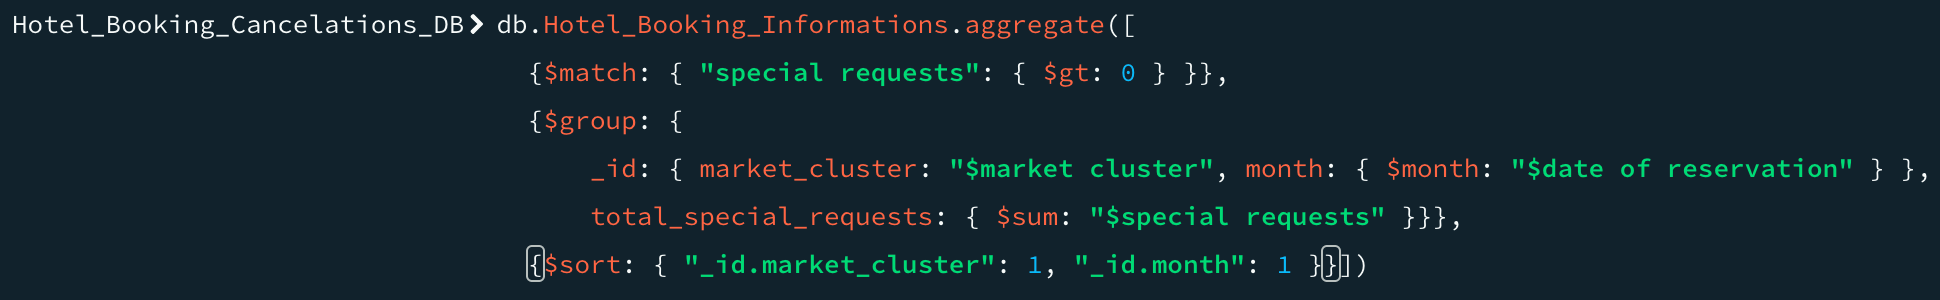 Hotel_Booking_Cancelations_DB> db.Hotel_Booking_Informations.aggregate([
{$match: { "special requests": { $gt: 0 } }},
{$group: {
_id: { market_cluster: "$market cluster", month: { $month: "$date of reservation" } },
total_special_requests: { $sum: "$special requests" }}},
{$sort: { "_id.market_cluster": 1, "_id.month": 1 }}])